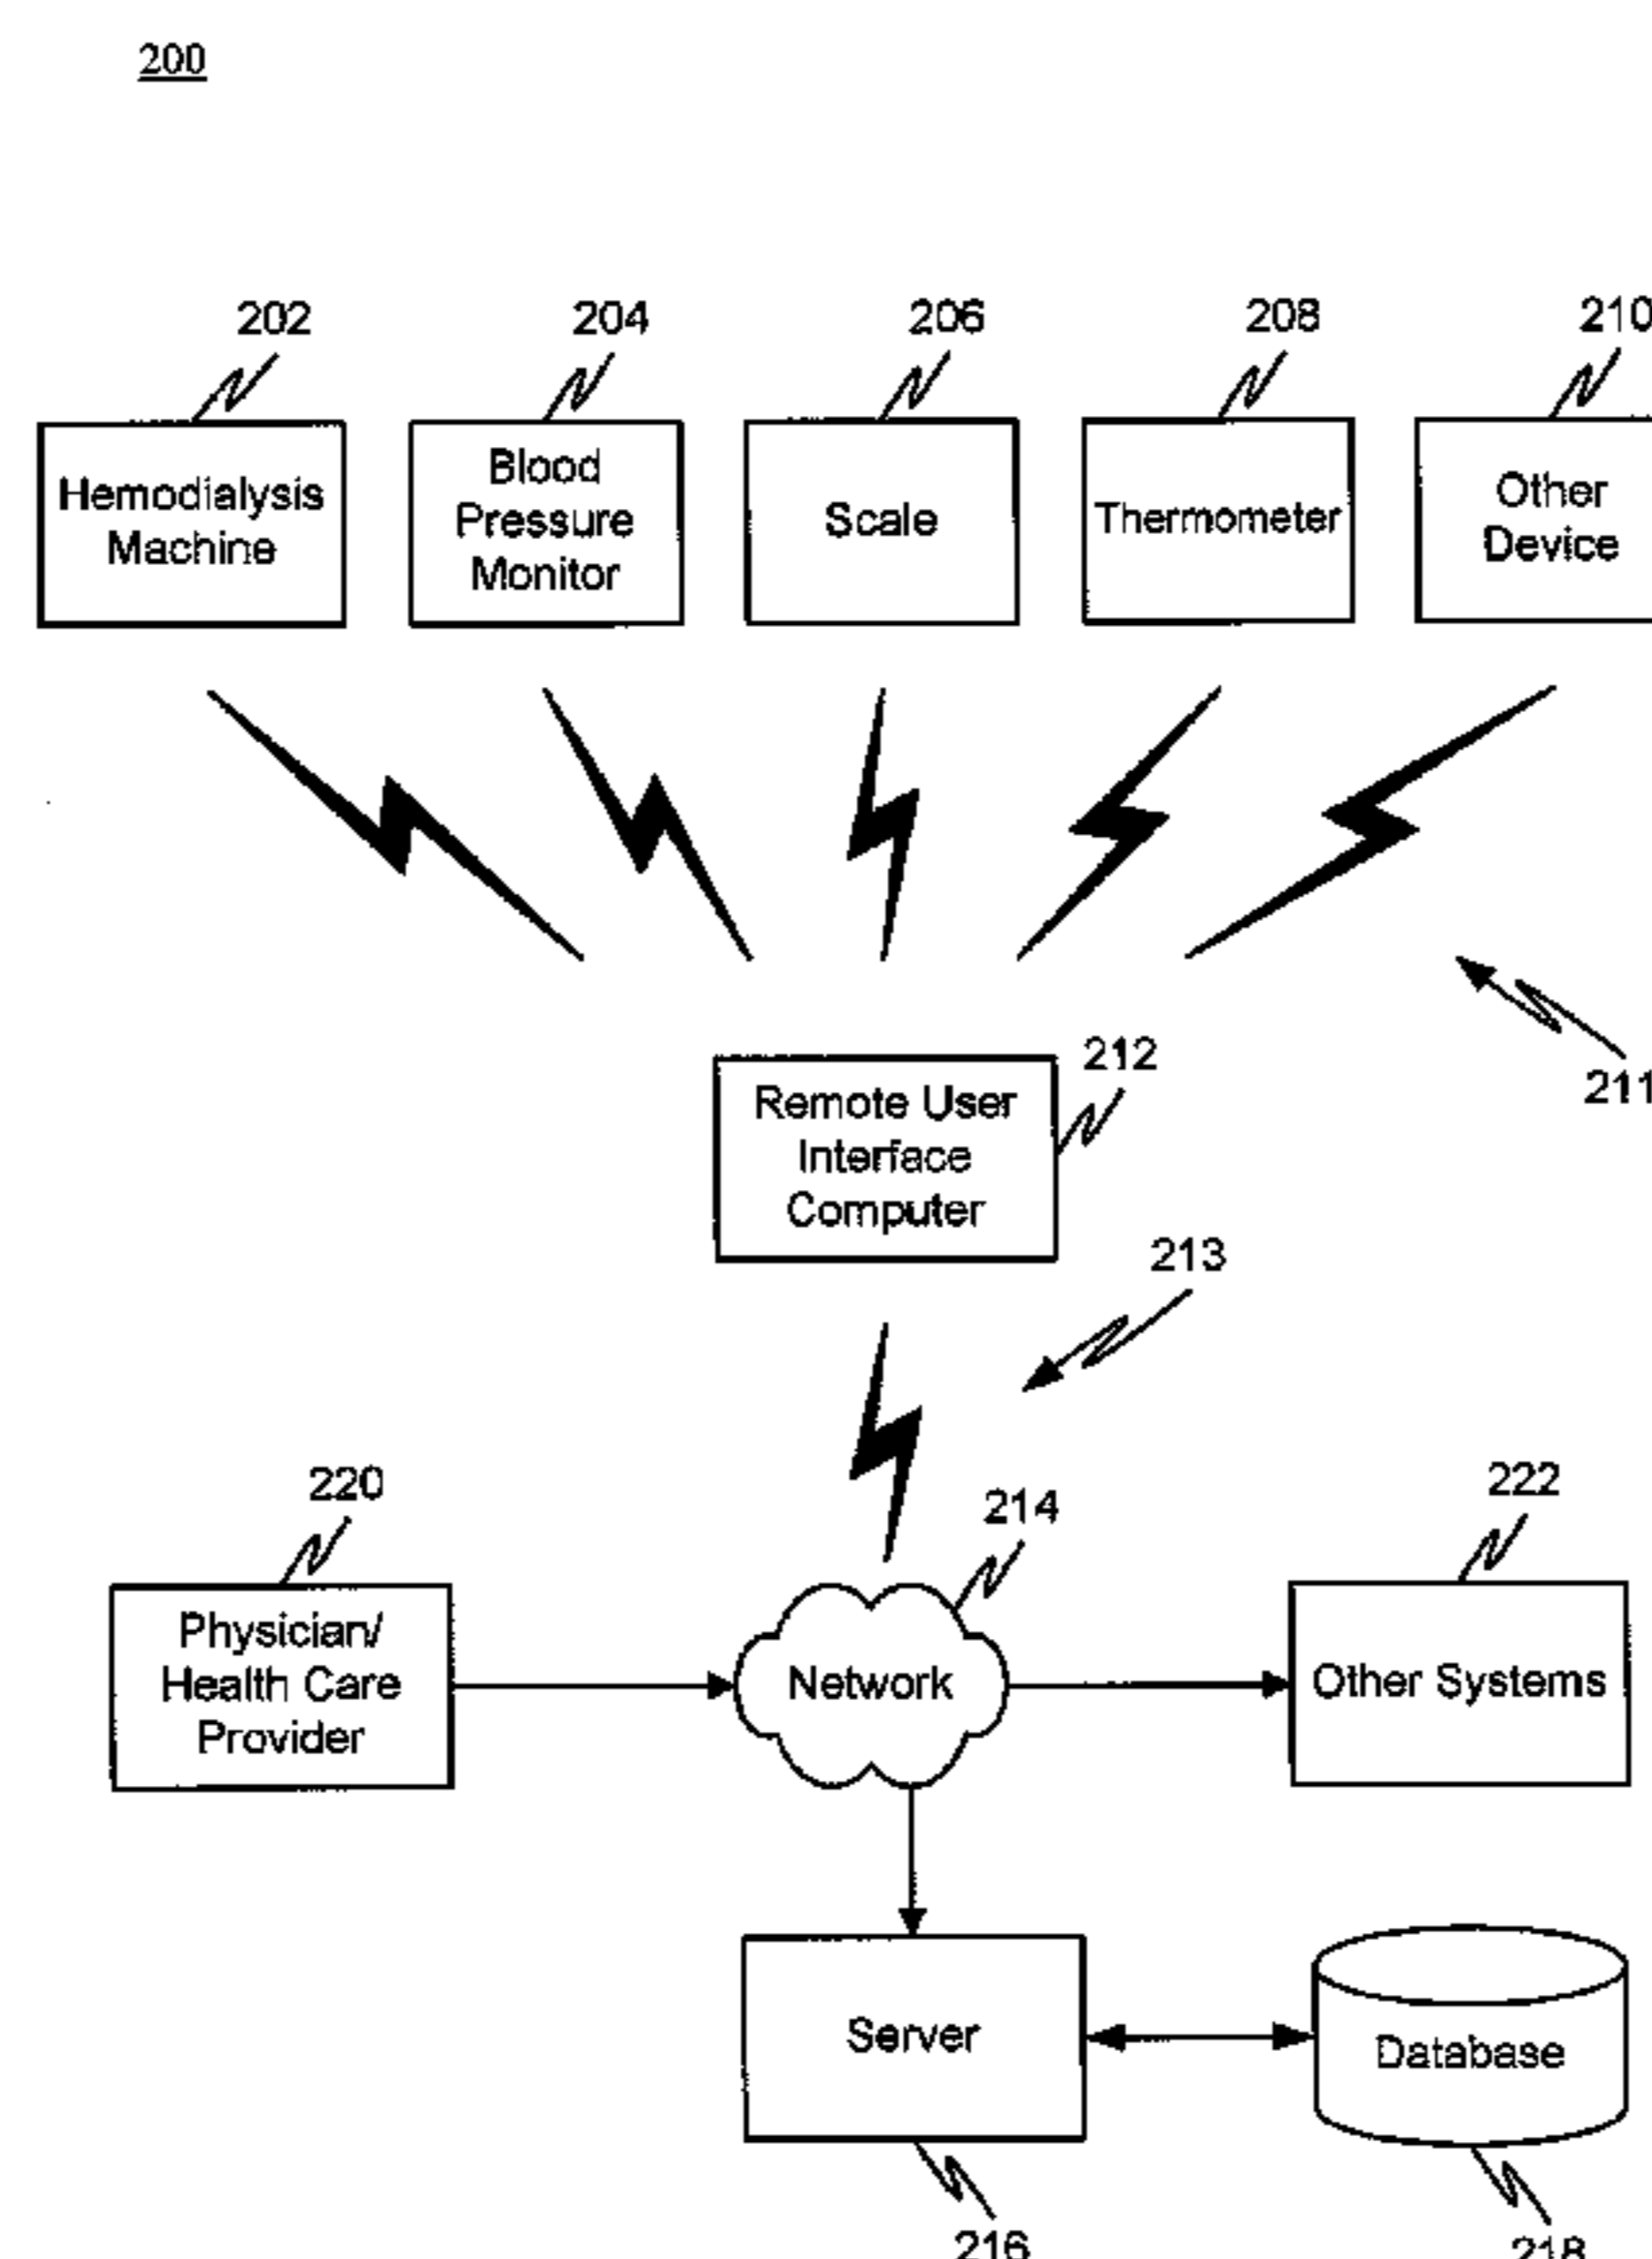 200
202
204
206
208
210
Hemodialysis
Machine
Blood
Pressure
Monitor
Scale
Thermometer
Other
Device
211
212
Remote User
Interface
Computer
213
214
220
222
Physician/
Health Care
Provider
Network
Other Systems
Server
Database
216
218